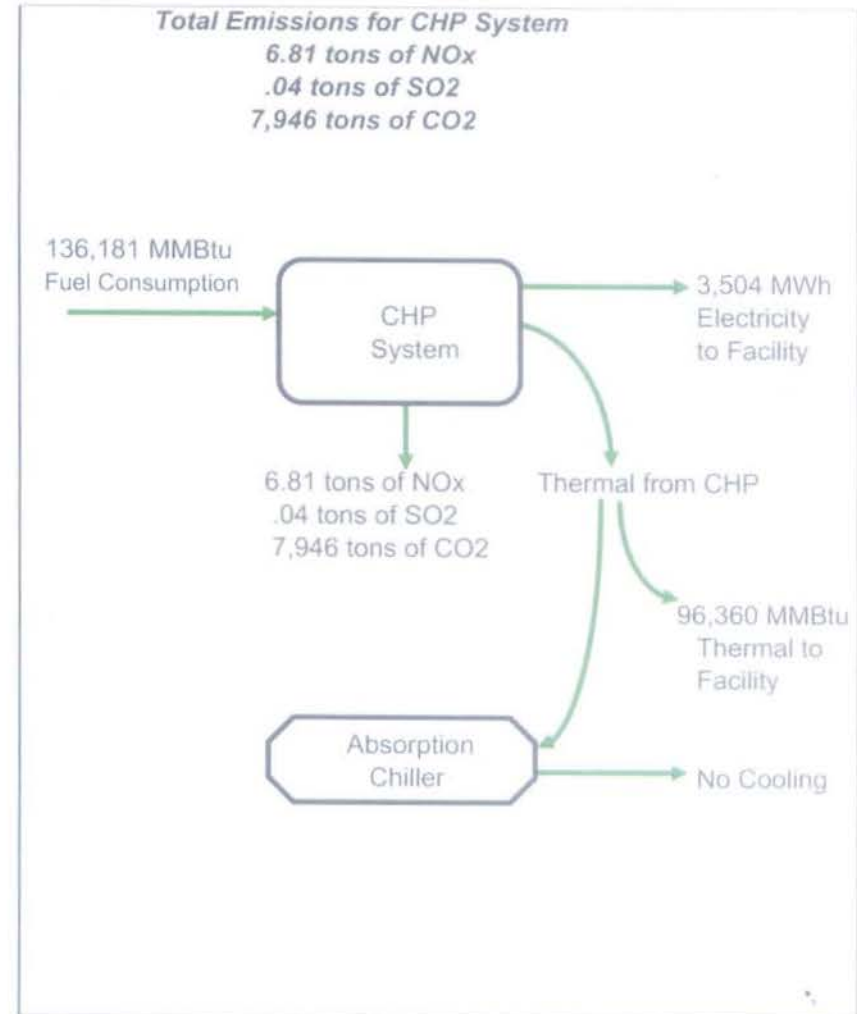 Total Emissions for CHP System
6.81 tons of NOx
.04 tons of SO2
7,946 tons of CO2
136,181 MMBtu
Fuel Consumption
CHP
System
3,504 MWh
Electricity
to Facility
6.81 tons of NOx
.04 tons of SO2
7,946 tons of CO2
Thermal from CHP
96,360 MMBtu
Thermal to
Facility
Absorption
Chiller
No Cooling